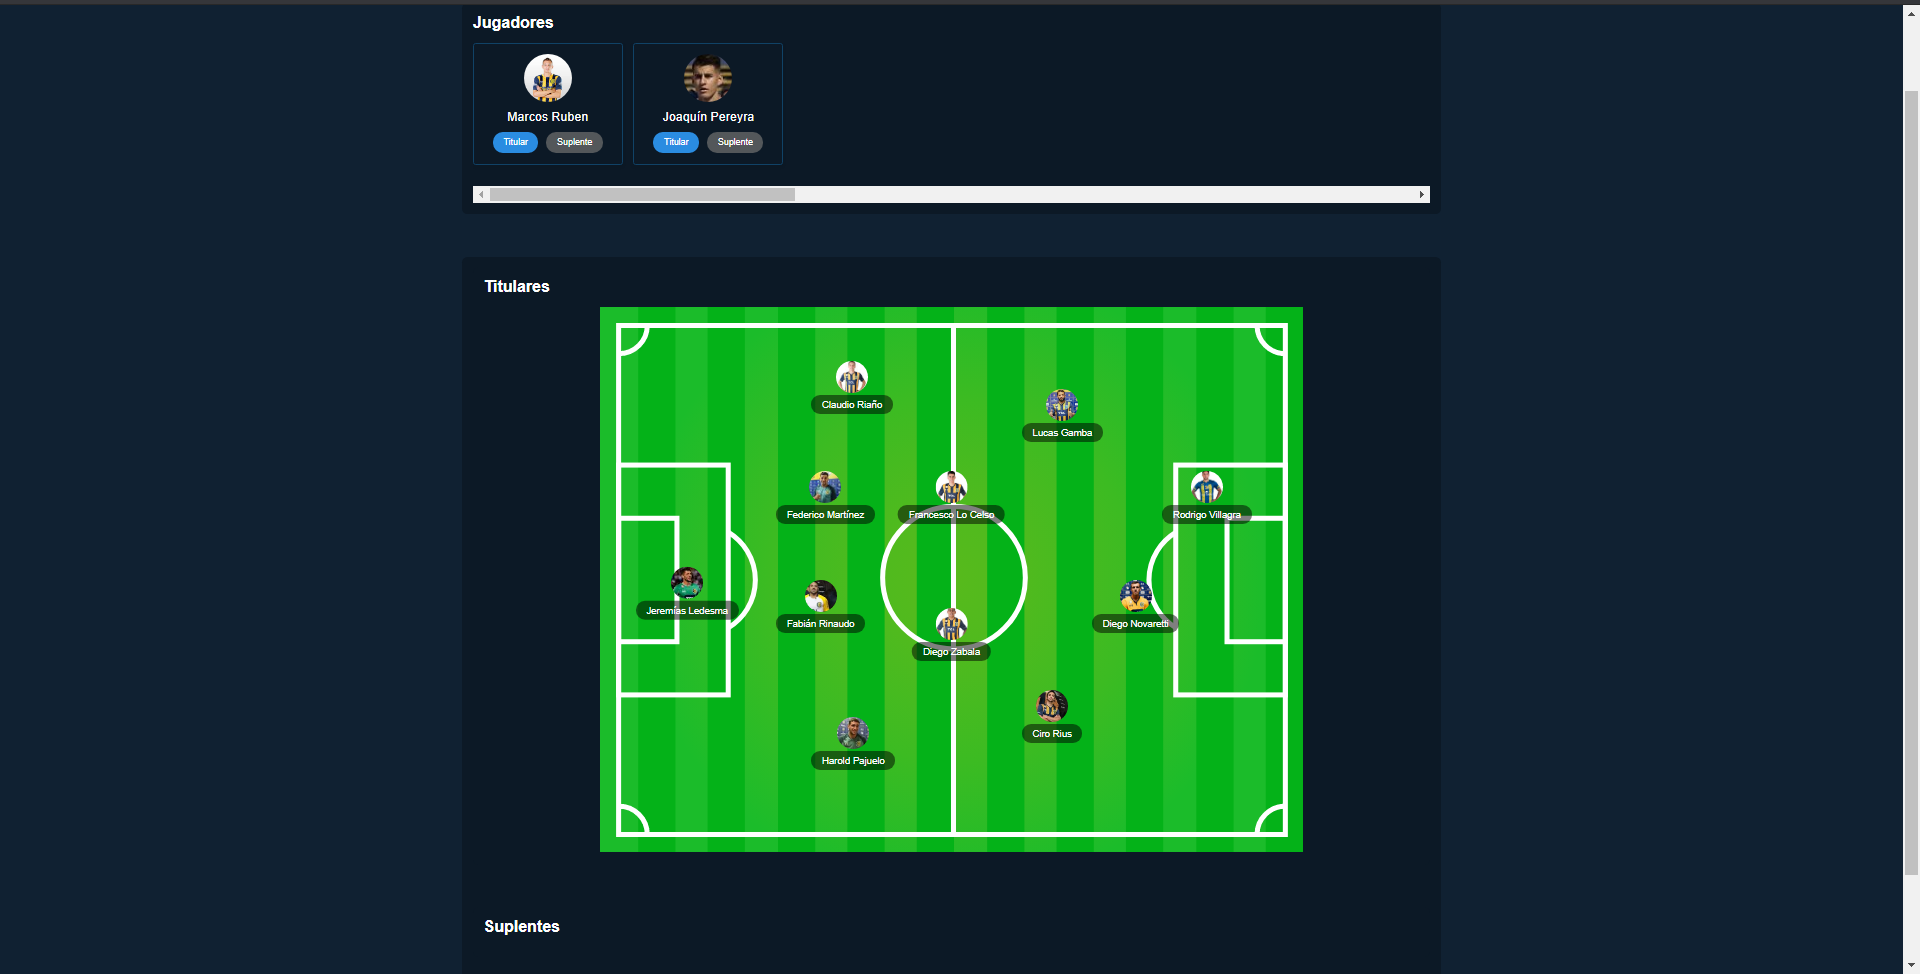 Jugadores
Marcos Ruben
Titular
Suplente
Joaquín Pereyra
Titular
Suplente
Titulares
Claudio Riaño
Lucas Gamba
Federico Martínez
Francesco Lo Celso
Rodrigo Villagra
Jeremías Ledesma
Fabián Rinaudo
Diego Novaretti
Diego Zabala
Ciro Rius
Harold Pajuelo
Suplentes